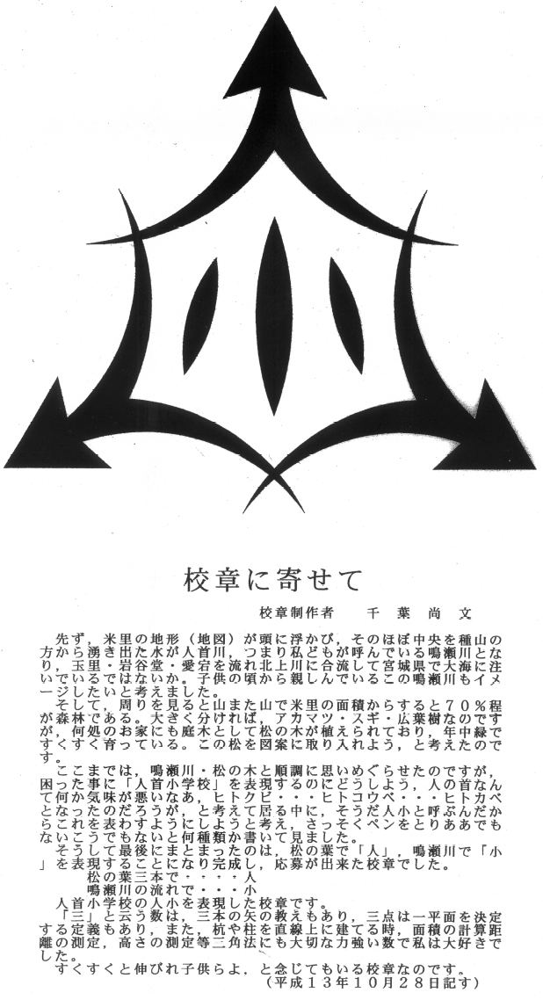 校章に寄せて
校章制作者　千　葉　尚　文
　先ず，米里の地形（地図）が頭に浮かび，そのほぼ中央を種山の
方から湧き出た水が人首川，つまり私どもが呼んでいる鳴瀬川とな
り，玉里・岩谷堂・愛宕を流れ北上川に合流して宮城県で大海に注
いでいるではないか。子供の頃から親しんでいるこの鳴瀬川もイメ
ージしたいと考えました。
　そして，周りを見ると山また山で米里の面積からすると７０％程
が森林である。大きく分ければ，アカマツ・スギ・広葉樹なのです
が，何処のお家にも庭木として松の木が植えられており，年中緑で
すくすく育っている。この松を図案に取り入れよう，と考えたので
す。
　ここまでは，鳴瀬川・松の木と順調に思いめぐらせたのですが，
困った事に「人首小学校」を表現するのにどうしよう，人の首なん
て何か気味が悪いなあ，ヒトクビ・・・ヒトコウベ・・・ヒトカベ
となったのだろうが，と考えて居る中に，そうだ人小と呼ぶんだか
らこれを表わすようにしようと考え，さっそくペンをとりああでも
ないこうでもないと何種類か書いて見ました。
　そうして最後にまとまったのは，松の葉で「人」，鳴瀬川で「小
」を表現することになり完成し，応募が出来た校章でした。
　　　松の葉三本で・・・・人
　　　鳴瀬川の流れで・・・小
　人首小学校の人小を表現した校章です。
　「三」と云う数は，三本の矢の教えもあり，三点は一平面を決定
する定義もあり，また，杭や柱を直線上に建てる時，面積の計算距
離の測定，高さの測定等三角法にも大切な力強い数で私は大好きで
した。
　すくすくと伸びれ子供らよ，と念じてもいる校章なのです。
（平成１３年１０月２８日記す）